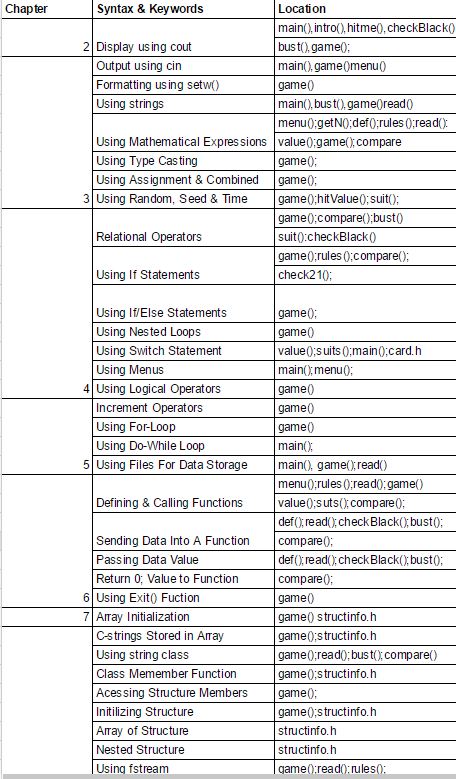 Chapter Syntax & Keywords Location
main(),intro(),hitme(),checkBlack()
2 Display using cout bust(),game();
Output using cin main(),game()menu()
Formatting using setw() game()
Using strings main(),bust(),game()read()
menu();getN();def();rules();read():
Using Mathematical Expressions value();game();compare
Using Type Casting game();
Using Assignment & Combined game();
3 Using Random, Seed & Time game();hitValue();suit();
game();compare();bust()
Relational Operators suit():checkBlack()
game();rules();compare();
Using If Statements check21();
Using If/Else Statements game();
Using Nested Loops game()
Using Switch Statement value();suits();main();card.h
Using Menus main();menu();
4 Using Logical Operators game()
Increment Operators game()
Using For-Loop game()
Using Do-While Loop main();
5 Using Files For Data Storage main(), game();read()
menu();rules();read();game()
Defining & Calling Functions value();suts();compare();
def();read();checkBlack();bust();
Sending Data Into A Function compare();
Passing Data Value def();read();checkBlack();bust();
Return 0; Value to Function compare();
6 Using Exit() Fuction game()
7 Array Initialization game() structinfo.h
C-strings Stored in Array game();structinfo.h
Using string class game();read();bust();compare()
Class Memember Function game();structinfo.h
Acessing Structure Members game();
Initilizing Structure game();structinfo.h
Array of Structure structinfo.h
Nested Structure structinfo.h
Using fstream game();read();rules();